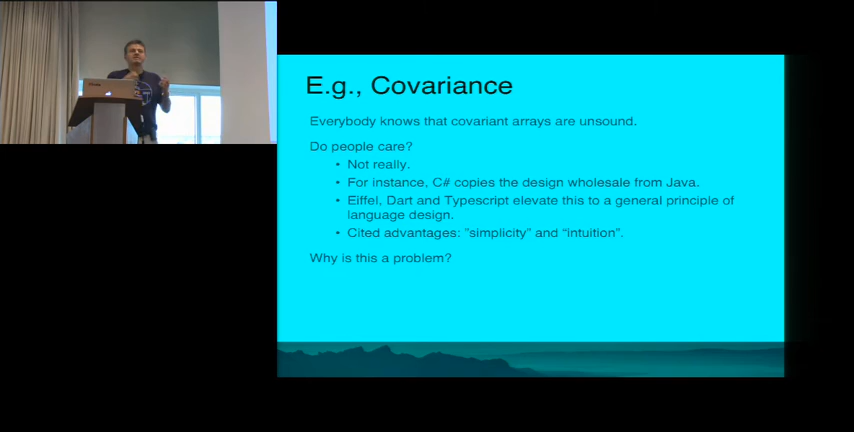 E.g., Covariance
Everybody knows that covariant arrays are unsound.
Do people care?
• Not really.
• For instance, C# copies the design wholesale from Java.
• Eiffel, Dart and Typescript elevate this to a general principle of
language design.
• Cited advantages: ”simplicity” and “intuition”.
Why is this a problem?